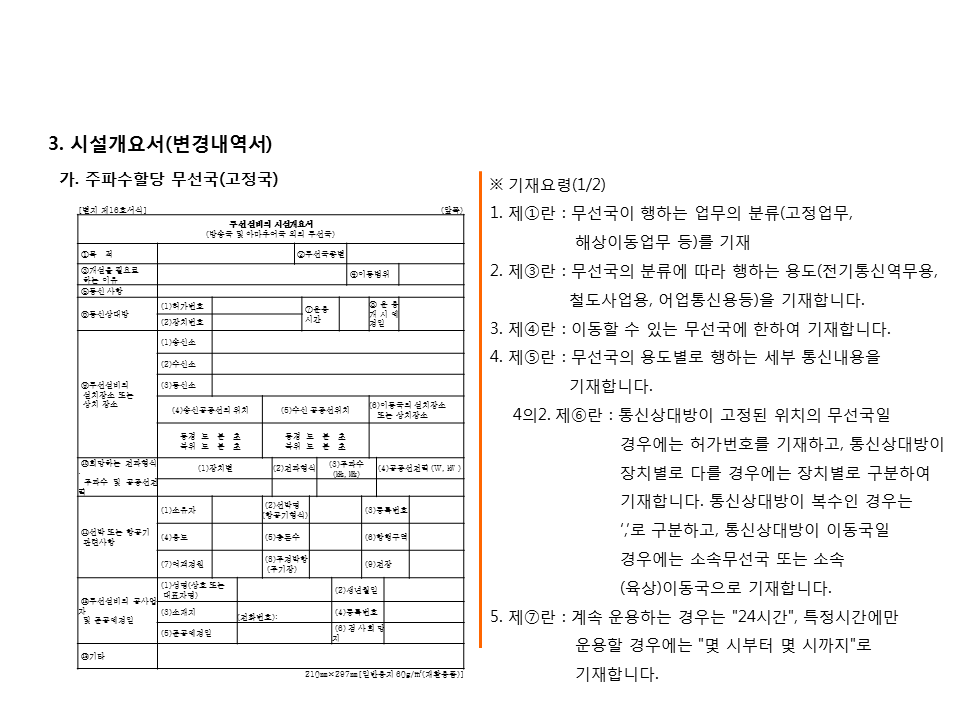 3. 시설개요서(변경내역서)
가. 주파수할당 무선국(고정국)
[별지 제16호서식] (앞쪽)
무선설비의 시설개요서
(방송국 및 아마추어국 외의 무선국)
①목 적 ②무선국종별
③개설을 필요로
하는 이유 ④이동범위
⑤통신 사항
⑥통신상대방 (1)허가번호 ⑦운용
시간 ⑧ 운 용
개 시 예
정일
(2)장치번호
⑨무선설비의
설치장소 또는
상치 장소
(1)송신소
(2)수신소
(3)통신소
(4)송신공중선의 위치 (5)수신 공중선위치 (6)이동국의 설치장소
또는 상치장소
동경 도 분 초 동경 도 분 초
북위 도 분 초 북위 도 분 초
⑩희망하는 전파형식
, 주파수 및 공중선전
력
(1)장치별 (2)전파형식 (3)주파수
(㎑, ㎒) (4)공중선전력 (W, kW)
⑪선박 또는 항공기
관련사항
(1)소유자 (2)선박명
(항공기형식) (3)등록번호
(4)용도 (5)총톤수 (6)항행구역
(7)여객정원 (8)주정박항
(주기장) (9)전장
⑫무선설비의 공사업
자
및 준공예정일
(1)성명(상호 또는
대표자명) (2)생년월일
(3)소재지 (전화번호): (4)등록번호
(5)준공예정일 (6) 검 사 희 망
지
⑬기타
210㎜×297㎜[일반용지 60g/㎡(재활용품)]
※ 기재요령(1/2)
1. 제①란 : 무선국이 행하는 업무의 분류(고정업무,
해상이동업무 등)를 기재
2. 제③란 : 무선국의 분류에 따라 행하는 용도(전기통신역무용,
철도사업용, 어업통신용등)을 기재합니다.
3. 제④란 : 이동할 수 있는 무선국에 한하여 기재합니다.
4. 제⑤란 : 무선국의 용도별로 행하는 세부 통신내용을
기재합니다.
4의2. 제⑥란 : 통신상대방이 고정된 위치의 무선국일
경우에는 허가번호를 기재하고, 통신상대방이
장치별로 다를 경우에는 장치별로 구분하여
기재합니다. 통신상대방이 복수인 경우는
‘,’로 구분하고, 통신상대방이 이동국일
경우에는 소속무선국 또는 소속
(육상)이동국으로 기재합니다.
5. 제⑦란 : 계속 운용하는 경우는 "24시간", 특정시간에만
운용할 경우에는 "몇 시부터 몇 시까지"로
기재합니다.